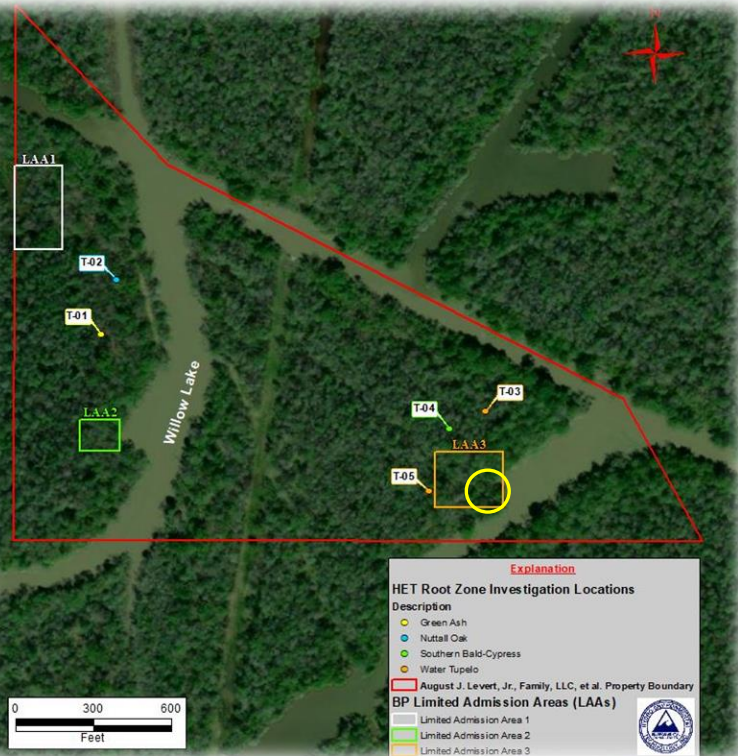 N
LAA1
T-02
T-01
Willow Lake
LAA2
T-03
T-04
LAA3
T-05
Explanation
HET Root Zone Investigation Locations
Description
Green Ash
Nuttall Oak
Southern Bald-Cypress
Water Tupelo
August J. Levert, Jr., Family, LLC, et al. Property Boundary
BP Limited Admission Areas (LAAs)
Limited Admission Area 1
Limited Admission Area 2
Limited Admission Area 3
0 300 600
Feet